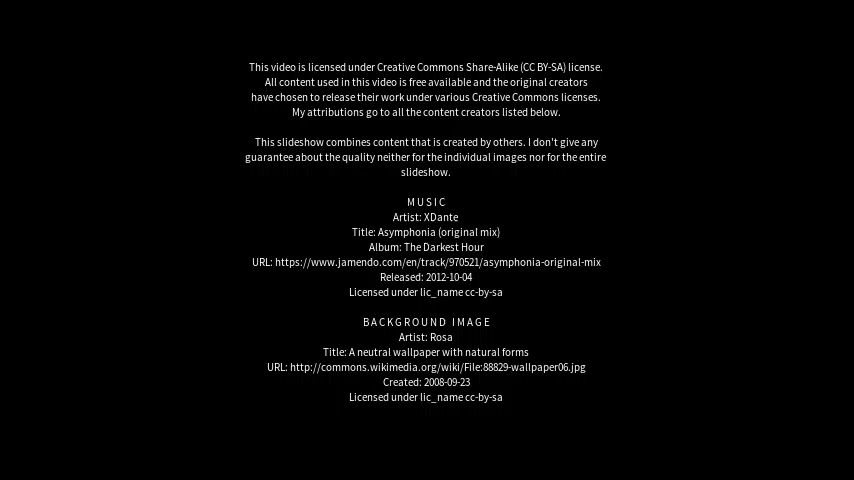 This video is licensed under Creative Commons Share-Alike (CC BY-SA) license.
All content used in this video is free available and the original creators
have chosen to release their work under various Creative Commons licenses.
My attributions go to all the content creators listed below.
This slideshow combines content that is created by others. I don't give any
guarantee about the quality neither for the individual images nor for the entire
slideshow.
MUSIC
Artist: XDante
Title: Asymphonia (original mix)
Album: The Darkest Hour
URL: https://www.jamendo.com/en/track/970521/asymphonia-original-mix
Released: 2012-10-04
Licensed under lic_name cc-by-sa
BACKGROUND IMAGE
Artist: Rosa
Title: A neutral wallpaper with natural forms
URL: http://commons.wikimedia.org/wiki/File:88829-wallpaper06.jpg
Created: 2008-09-23
Licensed under lic_name cc-by-sa